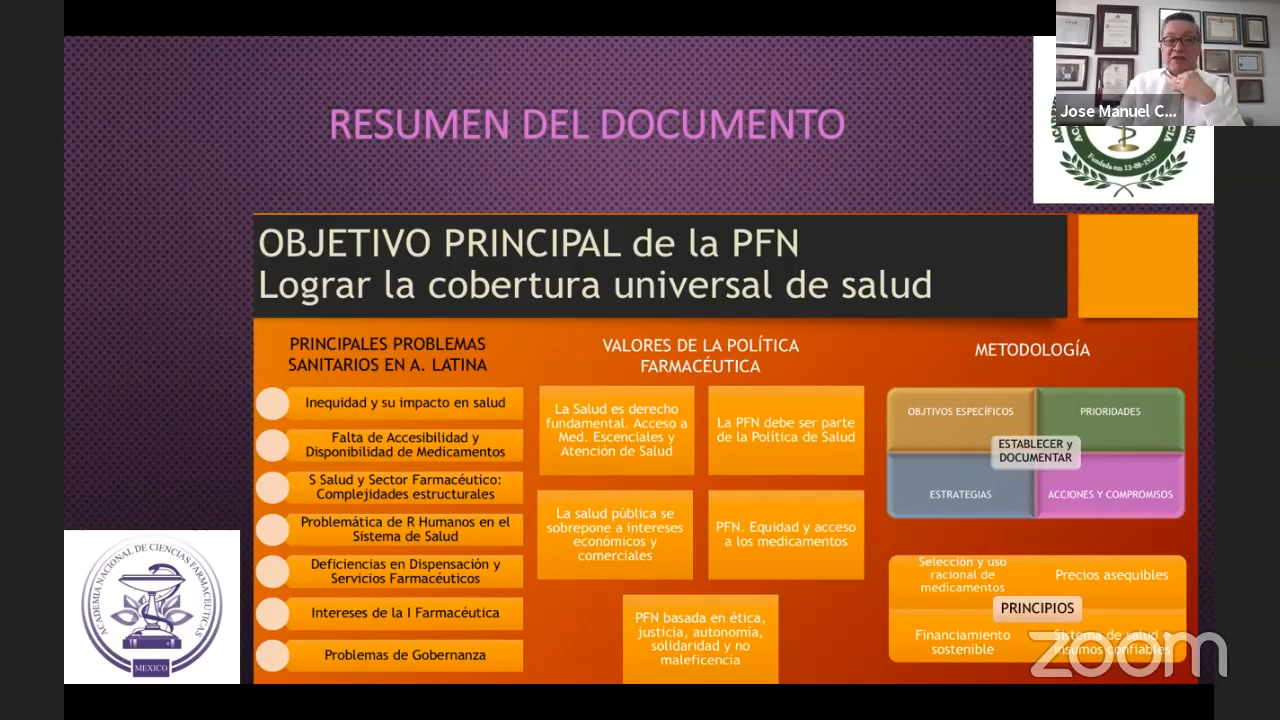 Jose Manuel C...
RESUMEN DEL DOCUMENTO
Fundada em 13-08-1937
OBJETIVO PRINCIPAL de la PFN
Lograr la cobertura universal de salud
PRINCIPALES PROBLEMAS
SANITARIOS EN A. LATINA
Inequidad y su impacto en salud
Falta de Accesibilidad y
Disponibilidad de Medicamentos
S Salud y Sector Farmacéutico:
Complejidades estructurales
Problemática de R Humanos en el
Sistema de Salud
Deficiencias en Dispensación y
Servicios Farmacéuticos
Intereses de la I Farmacéutica
Problemas de Gobernanza
VALORES DE LA POLÍTICA
FARMACÉUTICA
La Salud es derecho
fundamental. Acceso a
Med. Escenciales y
Atención de Salud
La PFN debe ser parte
de la Política de Salud
La salud pública se
sobrepone a intereses
económicos y
comerciales
PFN. Equidad y acceso
a los medicamentos
PFN basada en ética,
justicia, autonomía,
solidaridad y no
maleficencia
METODOLOGÍA
OBJTIVOS ESPECÍFICOS
PRIORIDADES
ESTABLECER y
DOCUMENTAR
ESTRATEGIAS
ACCIONES Y COMPROMISOS
Selección y uso
racional de
medicamentos
Precios asequibles
PRINCIPIOS
Financiamiento
sostenible
Sistema de salud e
insumos confiables
zoom
ACADEMIA NACIONAL DE CIENCIAS FARMACEUTICAS
MEXICO